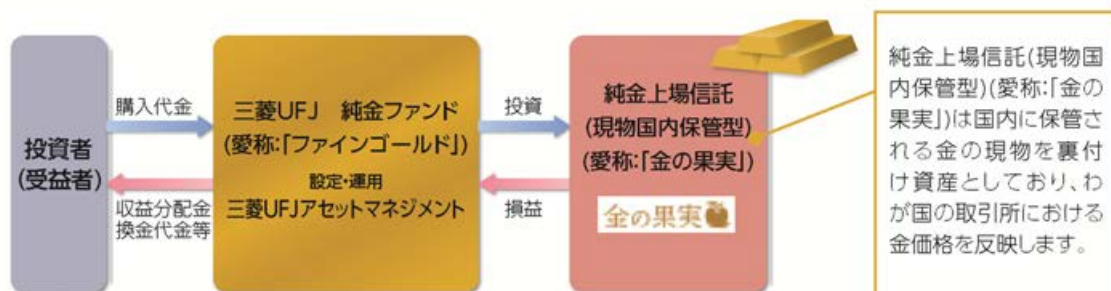 投資者
(受益者)
購入代金
収益分配金
換金代金等
三菱UFJ 純金ファンド
(愛称:「ファインゴールド」)
設定・運用
三菱UFJアセットマネジメント
投資
損益
純金上場信託
(現物国内保管型)
(愛称:「金の果実」)
金の果実
純金上場信託(現物国
内保管型)(愛称:「金の
果実」)は国内に保管さ
れる金の現物を裏付
け資産としており、わ
が国の取引所における
金価格を反映します。